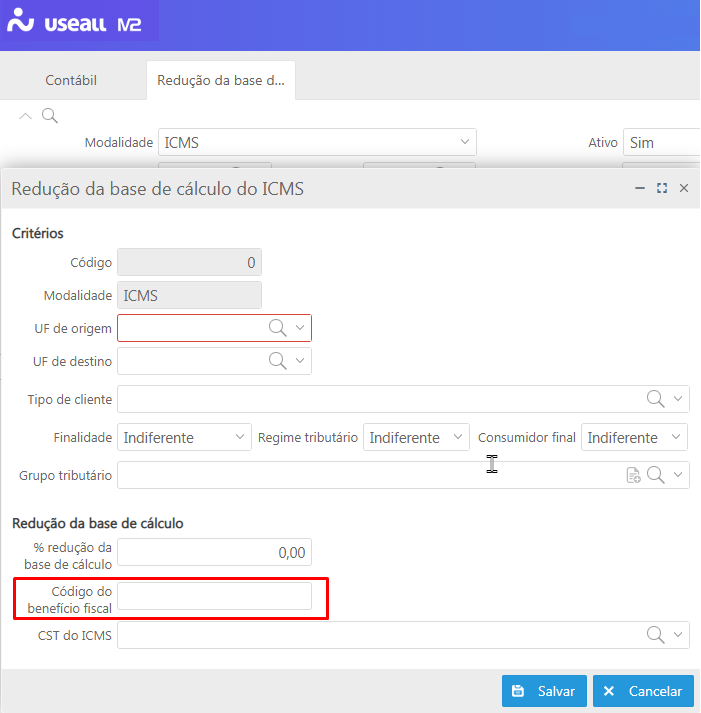 useall M2
Contábil
Redução da base d...
Modalidade ICMS Ativo Sim
Redução da base de cálculo do ICMS
Critérios
Código 0
Modalidade ICMS
UF de origem
UF de destino
Tipo de cliente
Finalidade Indiferente Regime tributário Indiferente Consumidor final Indiferente
Grupo tributário
Redução da base de cálculo
% redução da
base de cálculo 0,00
Código do
benefício fiscal
CST do ICMS
Salvar Cancelar